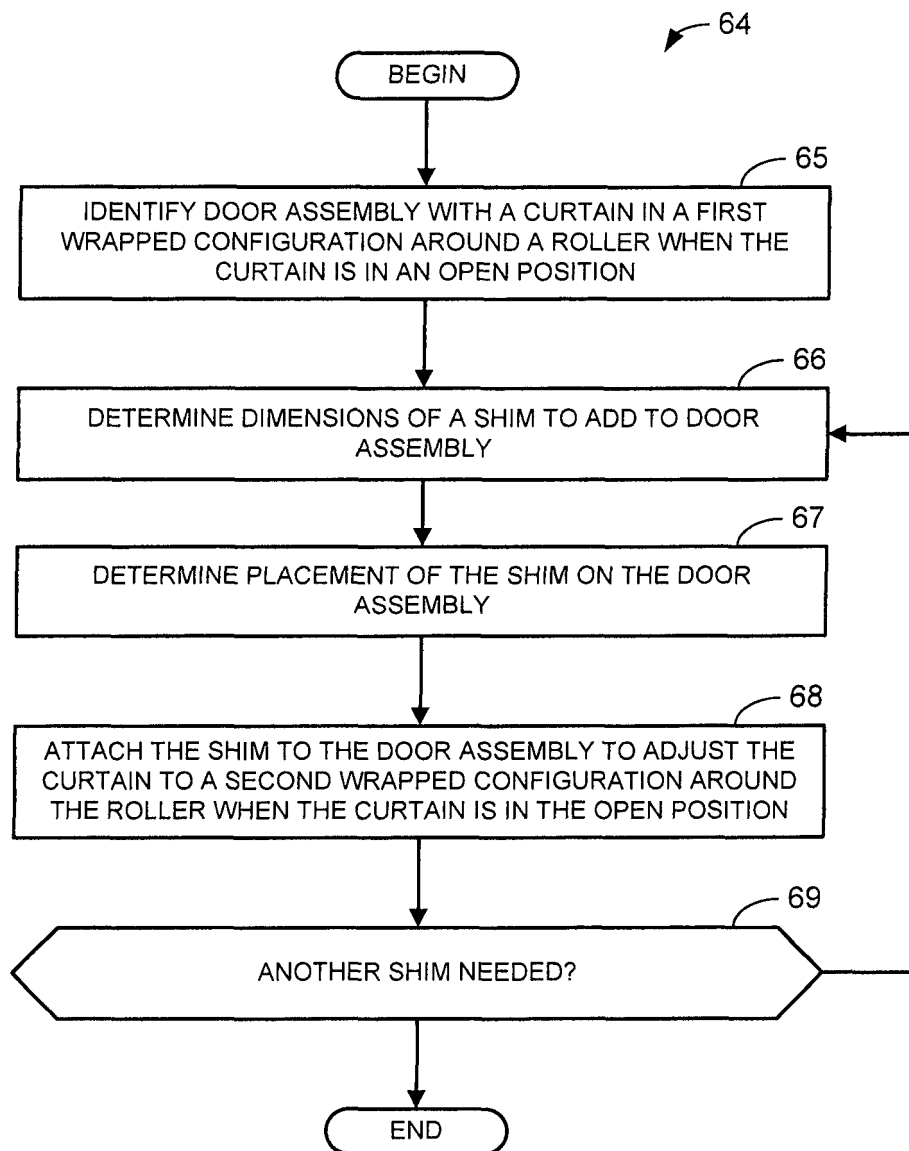 64
BEGIN
65
IDENTIFY DOOR ASSEMBLY WITH A CURTAIN IN A FIRST
WRAPPED CONFIGURATION AROUND A ROLLER WHEN THE
CURTAIN IS IN AN OPEN POSITION
66
DETERMINE DIMENSIONS OF A SHIM TO ADD TO DOOR
ASSEMBLY
67
DETERMINE PLACEMENT OF THE SHIM ON THE DOOR
ASSEMBLY
68
ATTACH THE SHIM TO THE DOOR ASSEMBLY TO ADJUST THE
CURTAIN TO A SECOND WRAPPED CONFIGURATION AROUND
THE ROLLER WHEN THE CURTAIN IS IN THE OPEN POSITION
69
ANOTHER SHIM NEEDED?
END